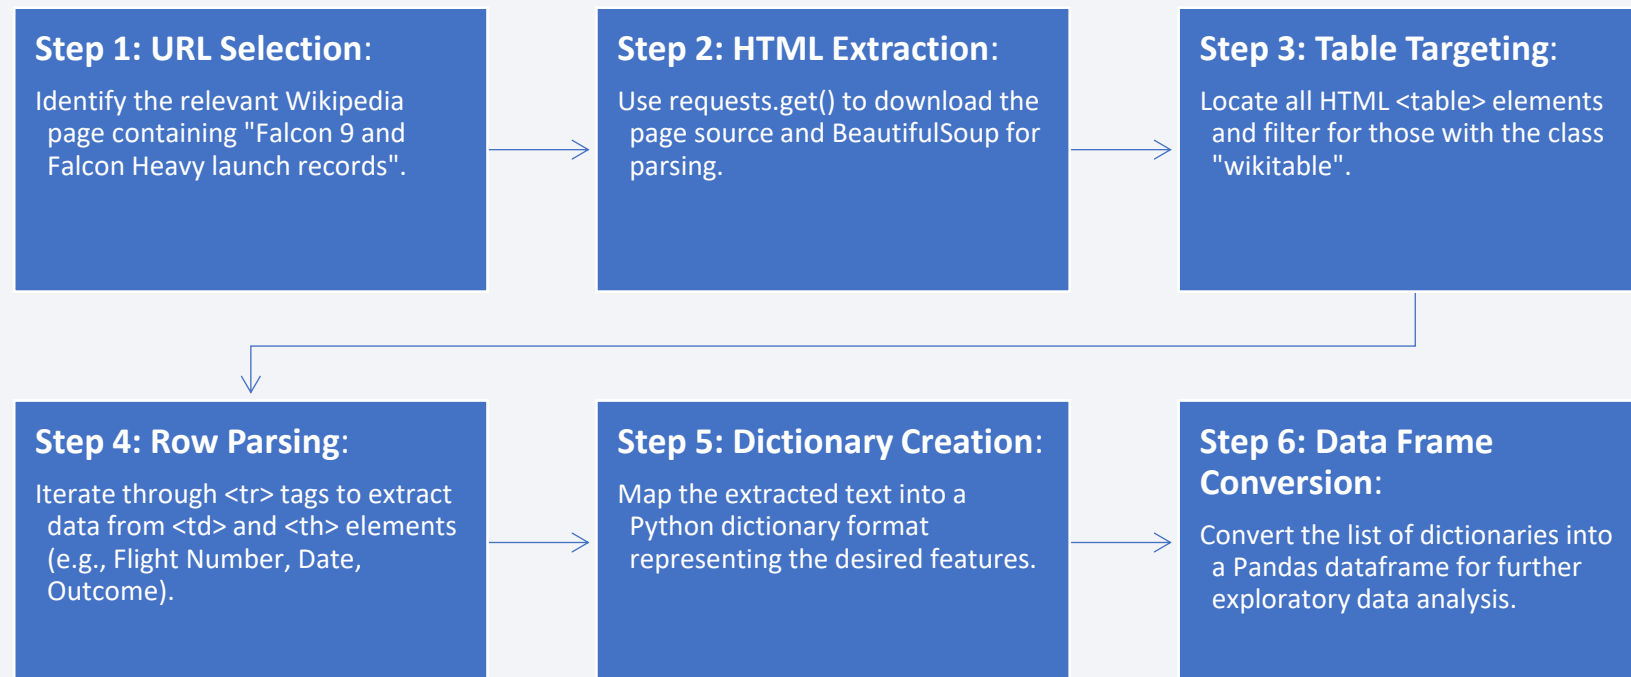 Step 1: URL Selection:
Identify the relevant Wikipedia
page containing "Falcon 9 and
Falcon Heavy launch records".
Step 2: HTML Extraction:
Use requests.get() to download the
page source and BeautifulSoup for
parsing.
Step 3: Table Targeting:
Locate all HTML <table> elements
and filter for those with the class
"wikitable".
Step 4: Row Parsing:
Iterate through <tr> tags to extract
data from <td> and <th> elements
(e.g., Flight Number, Date,
Outcome).
Step 5: Dictionary Creation:
Map the extracted text into a
Python dictionary format
representing the desired features.
Step 6: Data Frame
Conversion:
Convert the list of dictionaries into
a Pandas dataframe for further
exploratory data analysis.